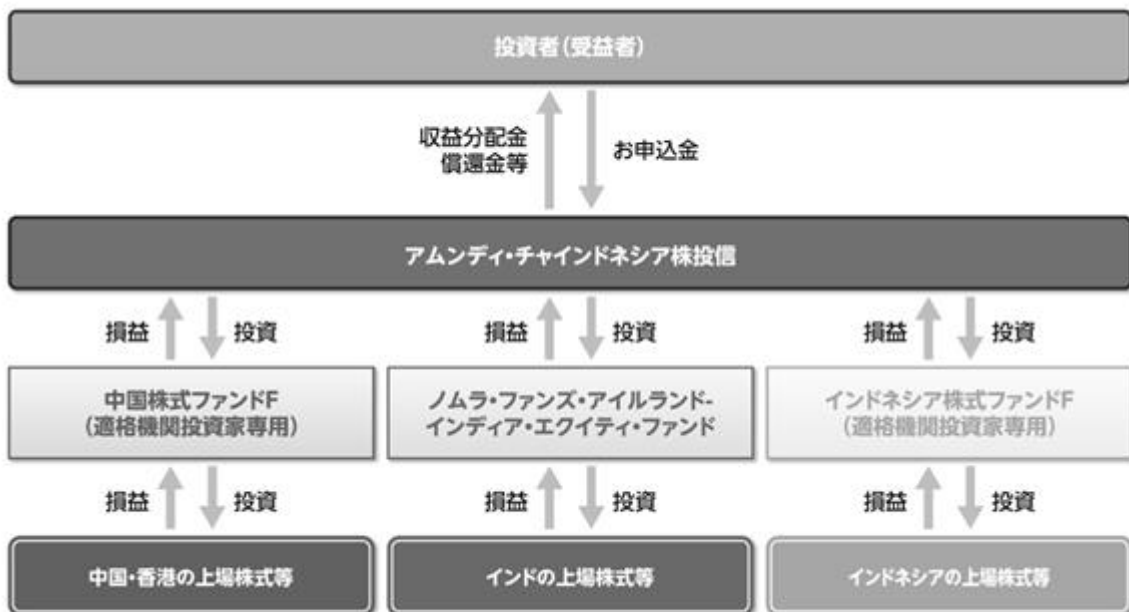 投資者(受益者)
収益分配金
償還金等
お申込金
アムンディ・チャインドネシア株投信
損益
投資
損益
投資
損益
投資
中国株式ファンドF
(適格機関投資家専用)
ノムラ・ファンズ・アイルランド-
インディア・エクイティ・ファンド
インドネシア株式ファンドF
(適格機関投資家専用)
損益
投資
損益
投資
損益
投資
中国・香港の上場株式等
インドの上場株式等
インドネシアの上場株式等